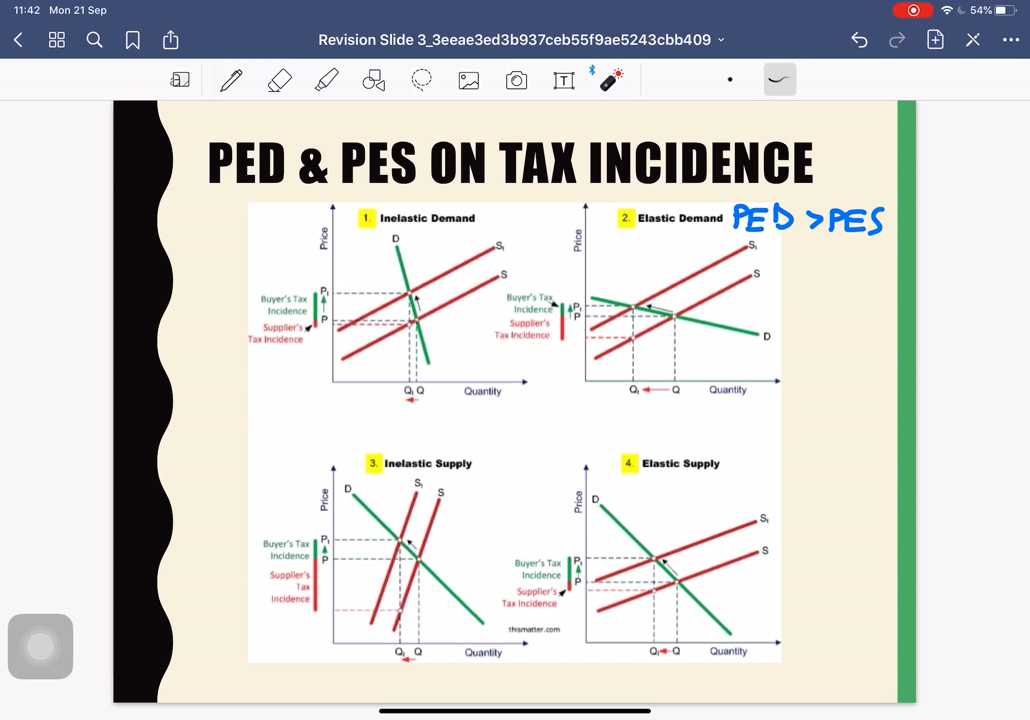 11:42 Mon 21 Sep
54%
Revision Slide 3_3eeae3ed3b937ceb55f9ae5243cbb409
T
PED & PES ON TAX INCIDENCE
1. Inelastic Demand
Price
D
S₁
S
P₁
P
Buyer's Tax
Incidence
Supplier's
Tax Incidence
Q₁ Q
Quantity
2. Elastic Demand
PED > PES
Price
S₁
S
Buyer's Tax
Incidence
P₁
P
Supplier's
Tax Incidence
D
Q₁ Q
Quantity
3. Inelastic Supply
Price
D
S₁
S
P₁
P
Buyer's Tax
Incidence
Supplier's
Tax
Incidence
Q₁ Q
Quantity
4. Elastic Supply
Price
D
S₁
S
P₁
P
Buyer's Tax
Incidence
Supplier's
Tax Incidence
thismatter.com
Q₁ Q
Quantity